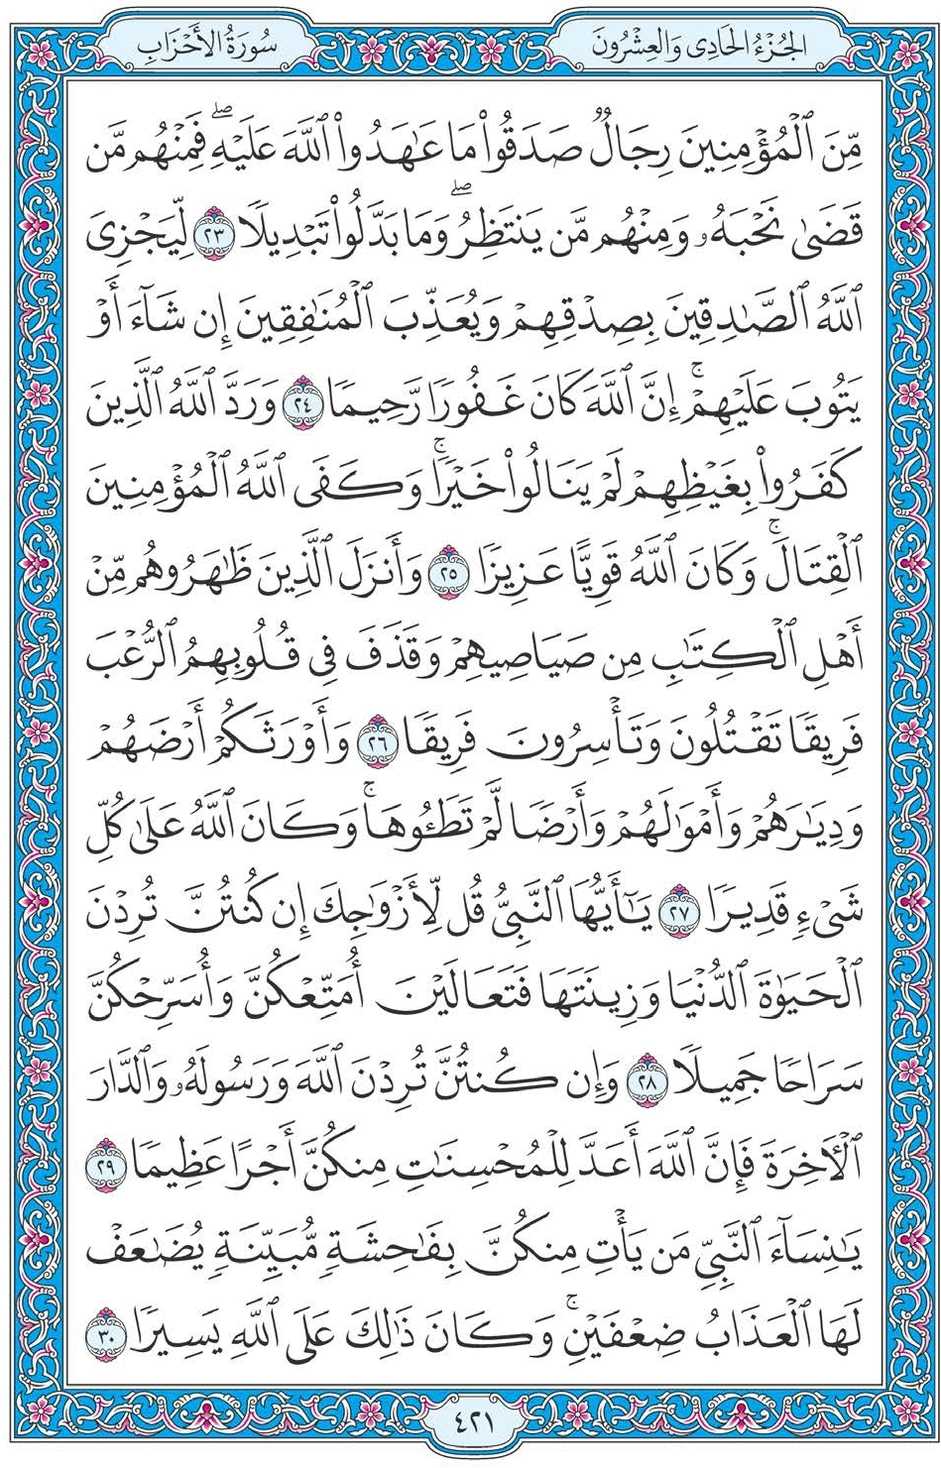 الجُزْءُ الحَادِى وَالعِشْرُونَ
سُورَةُ الأَحْزَابِ
مِّنَ ٱلْمُؤْمِنِينَ رِجَالٌ صَدَقُوا۟ مَا عَـٰهَدُوا۟ ٱللَّهَ عَلَيْهِ ۖ فَمِنْهُم مَّن
قَضَىٰ نَحْبَهُۥ وَمِنْهُم مَّن يَنتَظِرُ ۖ وَمَا بَدَّلُوا۟ تَبْدِيلًا ٢٣ لِّيَجْزِىَ
ٱللَّهُ ٱلصَّـٰدِقِينَ بِصِدْقِهِمْ وَيُعَذِّبَ ٱلْمُنَـٰفِقِينَ إِن شَآءَ أَوْ
يَتُوبَ عَلَيْهِمْ ۚ إِنَّ ٱللَّهَ كَانَ غَفُورًا رَّحِيمًا ٢٤ وَرَدَّ ٱللَّهُ ٱلَّذِينَ
كَفَرُوا۟ بِغَيْظِهِمْ لَمْ يَنَالُوا۟ خَيْرًا ۚ وَكَفَى ٱللَّهُ ٱلْمُؤْمِنِينَ
ٱلْقِتَالَ ۚ وَكَانَ ٱللَّهُ قَوِيًّا عَزِيزًا ٢٥ وَأَنزَلَ ٱلَّذِينَ ظَـٰهَرُوهُم مِّنْ
أَهْلِ ٱلْكِتَـٰبِ مِن صَيَاصِيهِمْ وَقَذَفَ فِى قُلُوبِهِمُ ٱلرُّعْبَ
فَرِيقًا تَقْتُلُونَ وَتَأْسِرُونَ فَرِيقًا ٢٦ وَأَوْرَثَكُمْ أَرْضَهُمْ
وَدِيَـٰرَهُمْ وَأَمْوَٰلَهُمْ وَأَرْضًا لَّمْ تَطَـُٔوهَا ۚ وَكَانَ ٱللَّهُ عَلَىٰ كُلِّ
شَىْءٍ قَدِيرًا ٢٧ يَـٰٓأَيُّهَا ٱلنَّبِىُّ قُل لِّأَزْوَٰجِكَ إِن كُنتُنَّ تُرِدْنَ
ٱلْحَيَوٰةَ ٱلدُّنْيَا وَزِينَتَهَا فَتَعَالَيْنَ أُمَتِّعْكُنَّ وَأُسَرِّحْكُنَّ
سَرَاحًا جَمِيلًا ٢٨ وَإِن كُنتُنَّ تُرِدْنَ ٱللَّهَ وَرَسُولَهُۥ وَٱلدَّارَ
ٱلْـَٔاخِرَةَ فَإِنَّ ٱللَّهَ أَعَدَّ لِلْمُحْسِنَـٰتِ مِنكُنَّ أَجْرًا عَظِيمًا ٢٩
يَـٰنِسَآءَ ٱلنَّبِىِّ مَن يَأْتِ مِنكُنَّ بِفَـٰحِشَةٍ مُّبَيِّنَةٍ يُضَـٰعَفْ
لَهَا ٱلْعَذَابُ ضِعْفَيْنِ ۚ وَكَانَ ذَٰلِكَ عَلَى ٱللَّهِ يَسِيرًا ٣٠
٤٢١